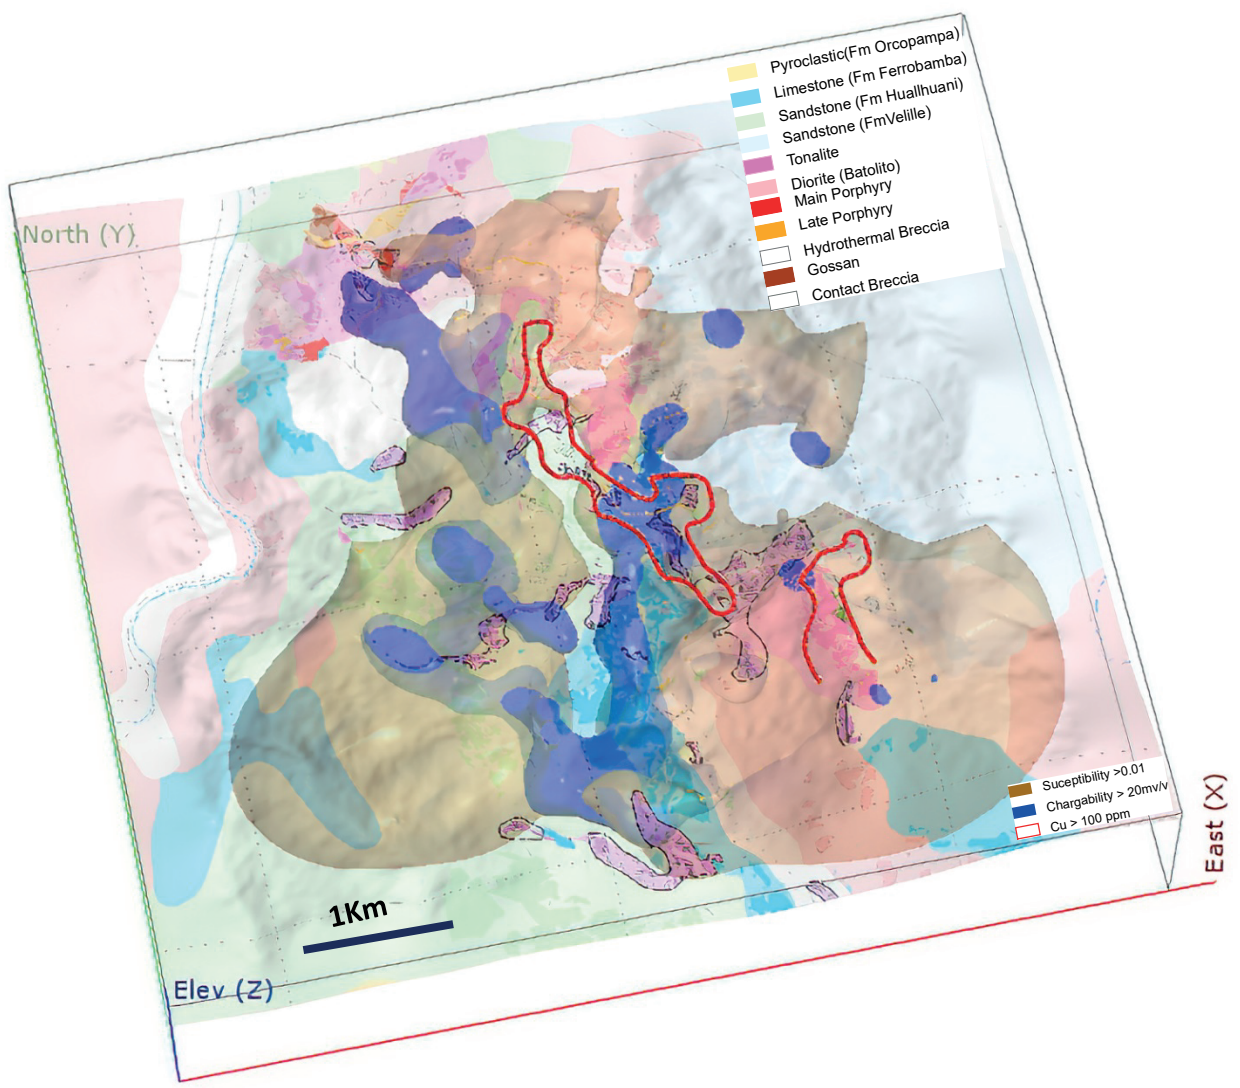 Pyroclastic(Fm Orcopampa)
Limestone (Fm Ferrobamba)
Sandstone (Fm Huallhuani)
Sandstone (FmVelille)
Tonalite
Diorite (Batolito)
Main Porphyry
Late Porphyry
Hydrothermal Breccia
Gossan
Contact Breccia
North (Y)
Suceptibility >0.01
Chargability > 20mv/v
Cu > 100 ppm
East (X)
1Km
Elev (Z)